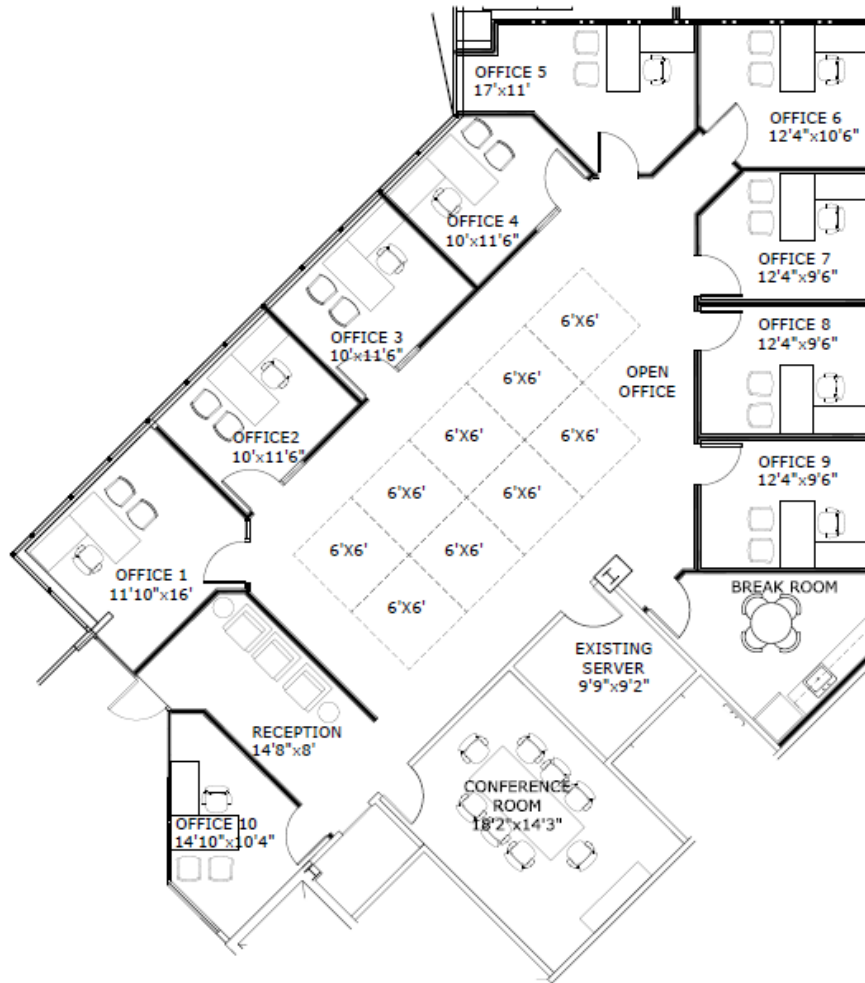 OFFICE 5
17'x11'
OFFICE 6
12'4"x10'6"
OFFICE 4
10'x11'6"
OFFICE 7
12'4"x9'6"
OFFICE 3
10'x11'6"
6'X6'
OFFICE 8
12'4"x9'6"
6'X6'
OPEN
OFFICE
OFFICE2
10'x11'6"
6'X6'
6'X6'
OFFICE 9
12'4"x9'6"
6'X6'
6'X6'
6'X6'
6'X6'
OFFICE 1
11'10"x16'
6'X6'
BREAK ROOM
EXISTING
SERVER
9'9"x9'2"
RECEPTION
14'8"x8'
CONFERENCE
ROOM
18'2"x14'3"
OFFICE 10
14'10"x10'4"